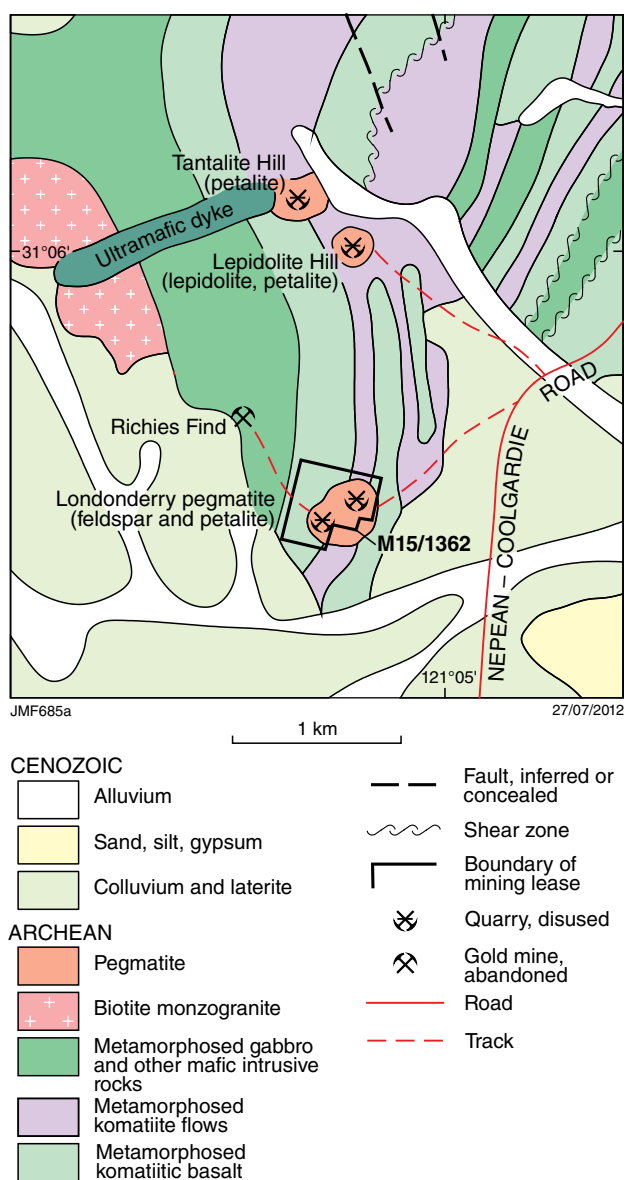 Tantalite Hill
(petalite)
Ultramafic dyke
31°06'
Lepidolite Hill
(lepidolite, petalite)
ROAD
Richies Find
NEPEAN – COOLGARDIE
Londonderry pegmatite
(feldspar and petalite)
M15/1362
121°05'
JMF685a
27/07/2012
1 km
CENOZOIC
Alluvium
Sand, silt, gypsum
Colluvium and laterite
ARCHEAN
Pegmatite
Biotite monzogranite
Metamorphosed gabbro
and other mafic intrusive
rocks
Metamorphosed
komatiite flows
Metamorphosed
komatiitic basalt
Fault, inferred or
concealed
Shear zone
Boundary of
mining lease
Quarry, disused
Gold mine,
abandoned
Road
Track